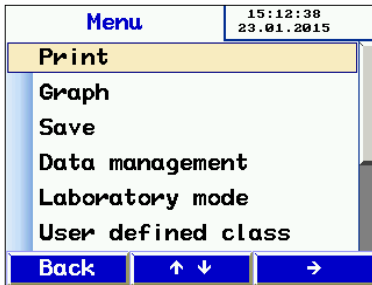 Menu
15:12:38
23.01.2015
Print
Graph
Save
Data management
Laboratory mode
User defined class
Back ↑ ↓ →